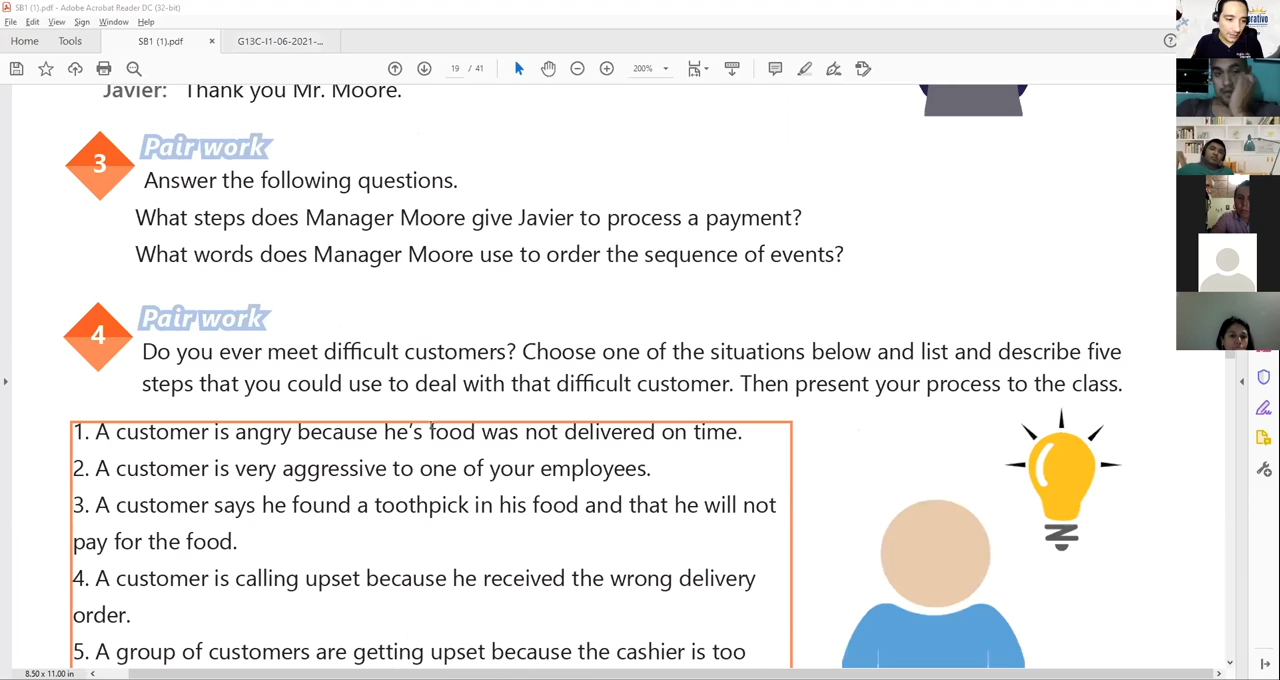 SB1 (1).pdf - Adobe Acrobat Reader DC (32-bit)
File Edit View Sign Window Help
Home Tools SB1 (1).pdf × G13C-I1-06-2021-...
19 / 41 200%
Javier: Thank you Mr. Moore.
3 Pair work
Answer the following questions.
What steps does Manager Moore give Javier to process a payment?
What words does Manager Moore use to order the sequence of events?
4 Pair work
Do you ever meet difficult customers? Choose one of the situations below and list and describe five
steps that you could use to deal with that difficult customer. Then present your process to the class.
1. A customer is angry because he's food was not delivered on time.
2. A customer is very aggressive to one of your employees.
3. A customer says he found a toothpick in his food and that he will not
pay for the food.
4. A customer is calling upset because he received the wrong delivery
order.
5. A group of customers are getting upset because the cashier is too
8.50 x 11.00 in